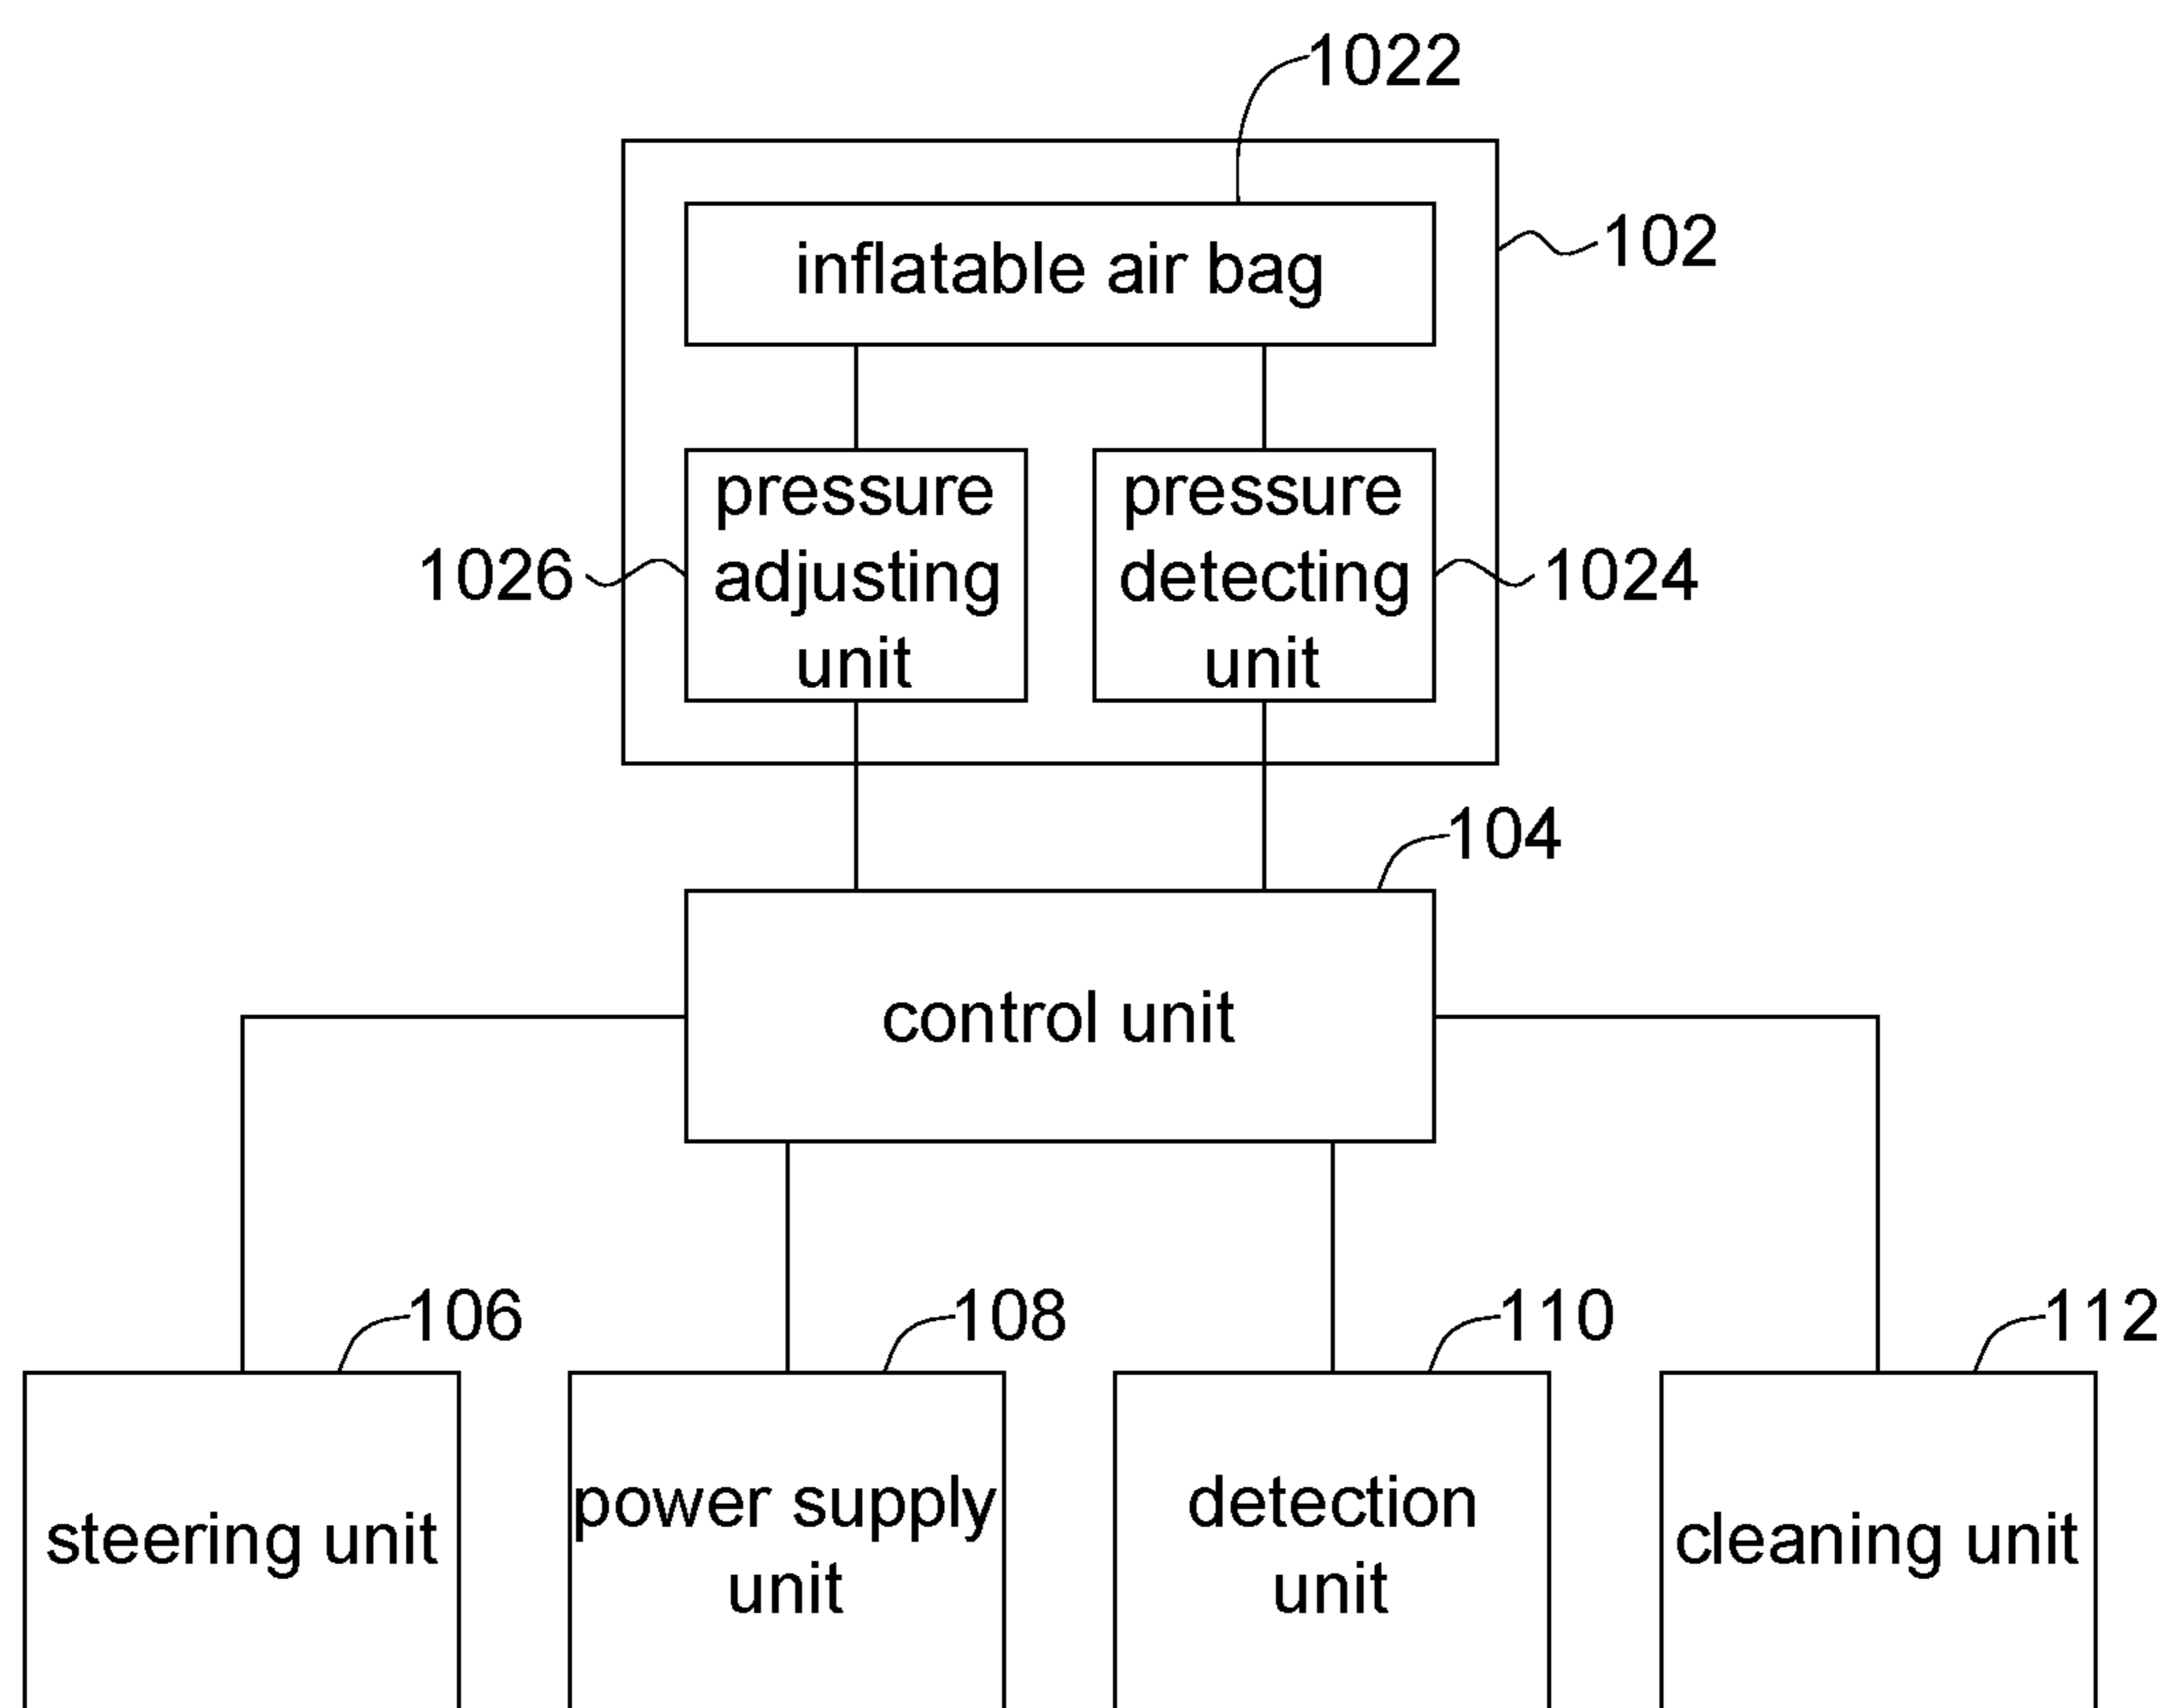 1022
102
inflatable air bag
pressure
adjusting
unit
pressure
detecting
unit
1026
1024
104
control unit
106
108
110
112
steering unit
power supply
unit
detection
unit
cleaning unit